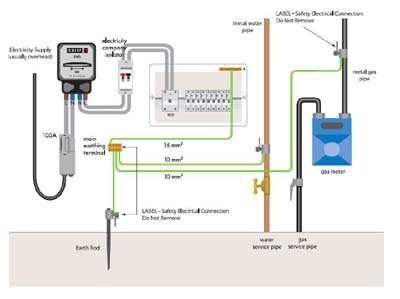 LABEL – Safety Electrical Connection
Do Not Remove
metal water
pipe
electricity
company
isolator
Electricity Supply
(usually overhead)
metal gas
pipe
100A
main
earthing
terminal
16 mm²
10 mm²
10 mm²
gas meter
LABEL – Safety Electrical Connection
Do Not Remove
Earth Rod
water
service pipe
gas
service pipe